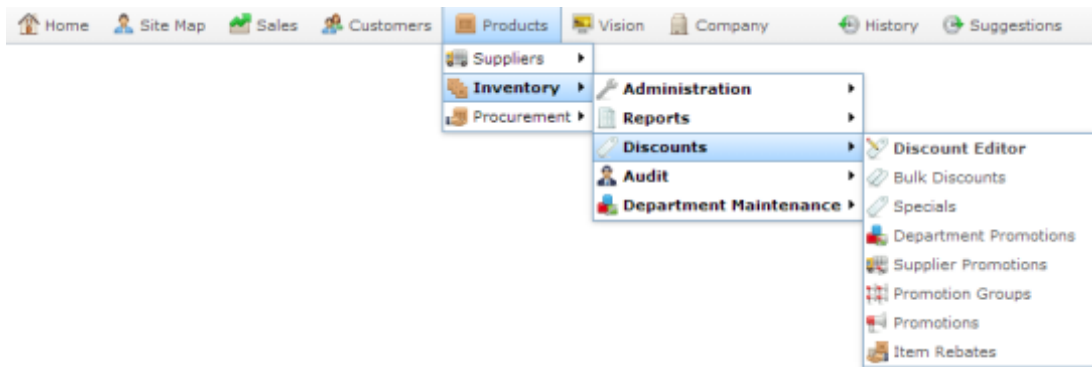 Home Site Map Sales Customers Products Vision Company History Suggestions
Suppliers
Inventory
Procurement
Administration
Reports
Discounts
Audit
Department Maintenance
Discount Editor
Bulk Discounts
Specials
Department Promotions
Supplier Promotions
Promotion Groups
Promotions
Item Rebates